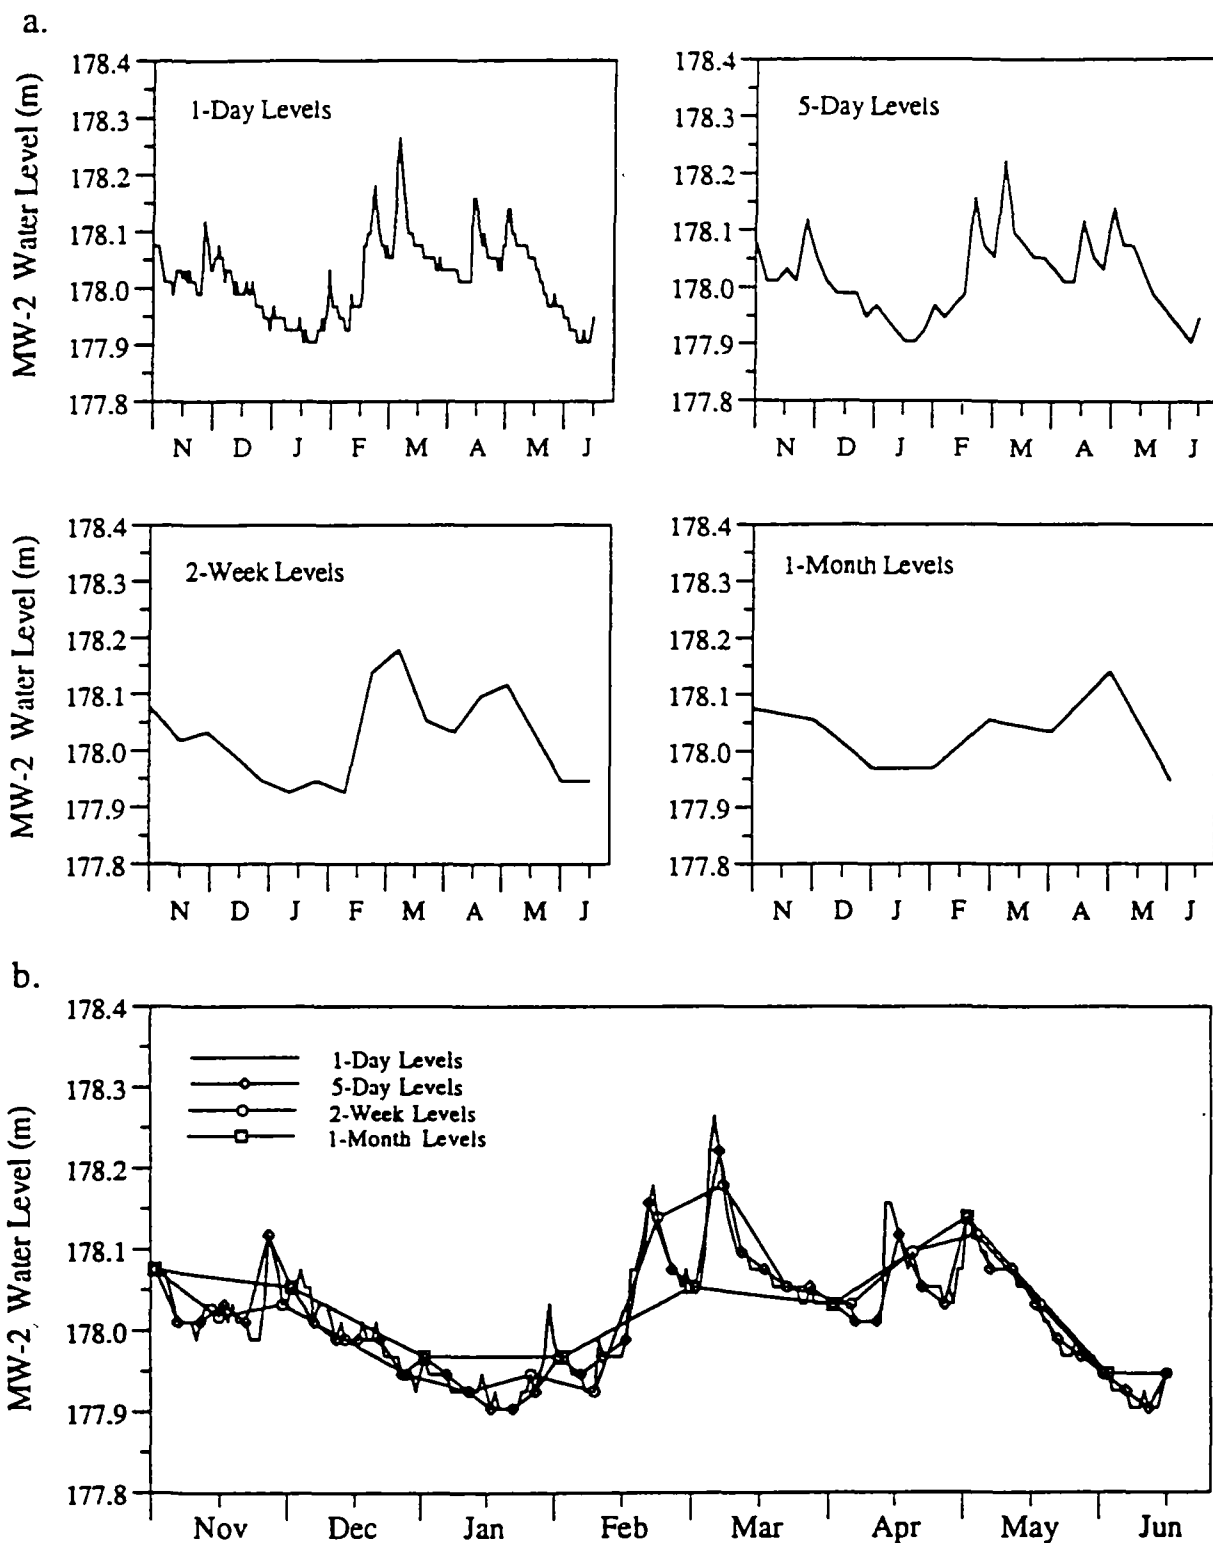 a.
MW-2 Water Level (m)
178.4
178.3
178.2
178.1
178.0
177.9
177.8
1-Day Levels
N D J F M A M J
178.4
178.3
178.2
178.1
178.0
177.9
177.8
5-Day Levels
N D J F M A M J
MW-2 Water Level (m)
178.4
178.3
178.2
178.1
178.0
177.9
177.8
2-Week Levels
N D J F M A M J
178.4
178.3
178.2
178.1
178.0
177.9
177.8
1-Month Levels
N D J F M A M J
b.
MW-2 Water Level (m)
178.4
178.3
178.2
178.1
178.0
177.9
177.8
1-Day Levels
5-Day Levels
2-Week Levels
1-Month Levels
Nov Dec Jan Feb Mar Apr May Jun